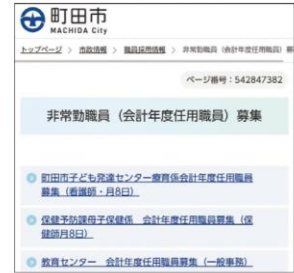 町田市
MACHIDA City
トップページ > 市政情報 > 職員採用情報 > 非常勤職員（会計年度任用職員）募
ページ番号：542847382
非常勤職員（会計年度任用職員）募集
町田市子ども発達センター療育係会計年度任用職員
募集（看護師・月8日）
保健予防課母子保健係　会計年度任用職員募集（保
健師月8日）
教育センター　会計年度任用職員募集（一般事務）